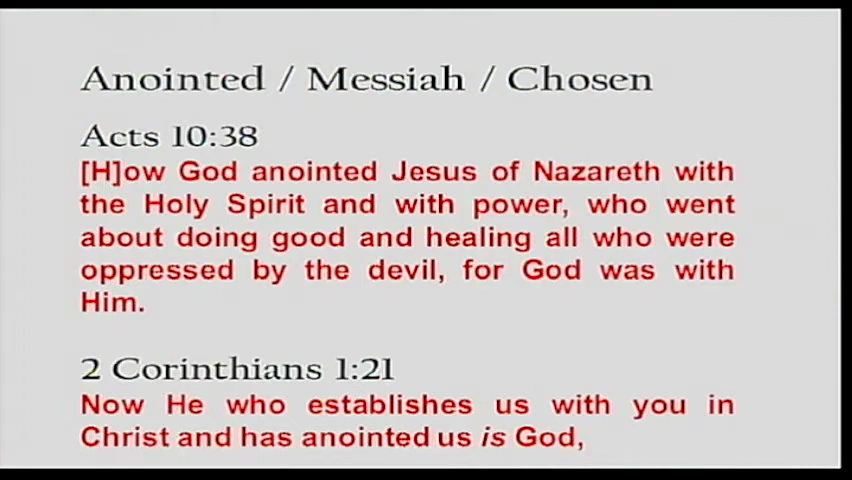 Anointed / Messiah / Chosen
Acts 10:38
[H]ow God anointed Jesus of Nazareth with
the Holy Spirit and with power, who went
about doing good and healing all who were
oppressed by the devil, for God was with
Him.
2 Corinthians 1:21
Now He who establishes us with you in
Christ and has anointed us is God,